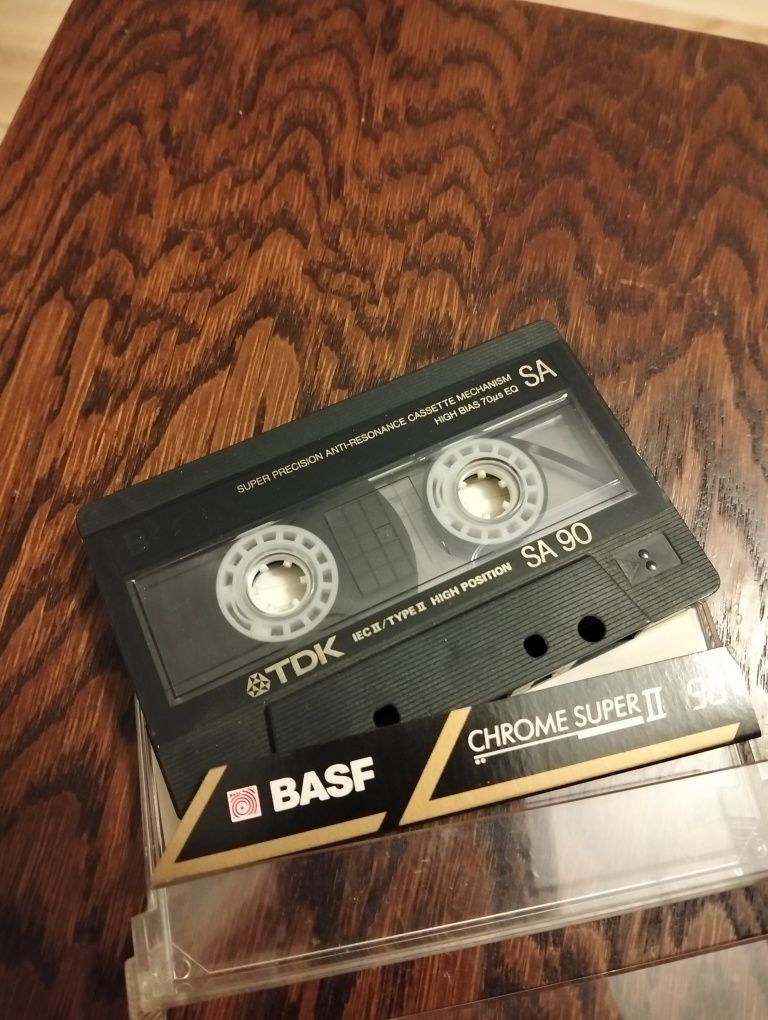 SA
SUPER PRECISION ANTI-RESONANCE CASSETTE MECHANISM
HIGH BIAS 70µs EQ
SA 90
IEC II/TYPE II HIGH POSITION
TDK
CHROME SUPER II 90
BASF